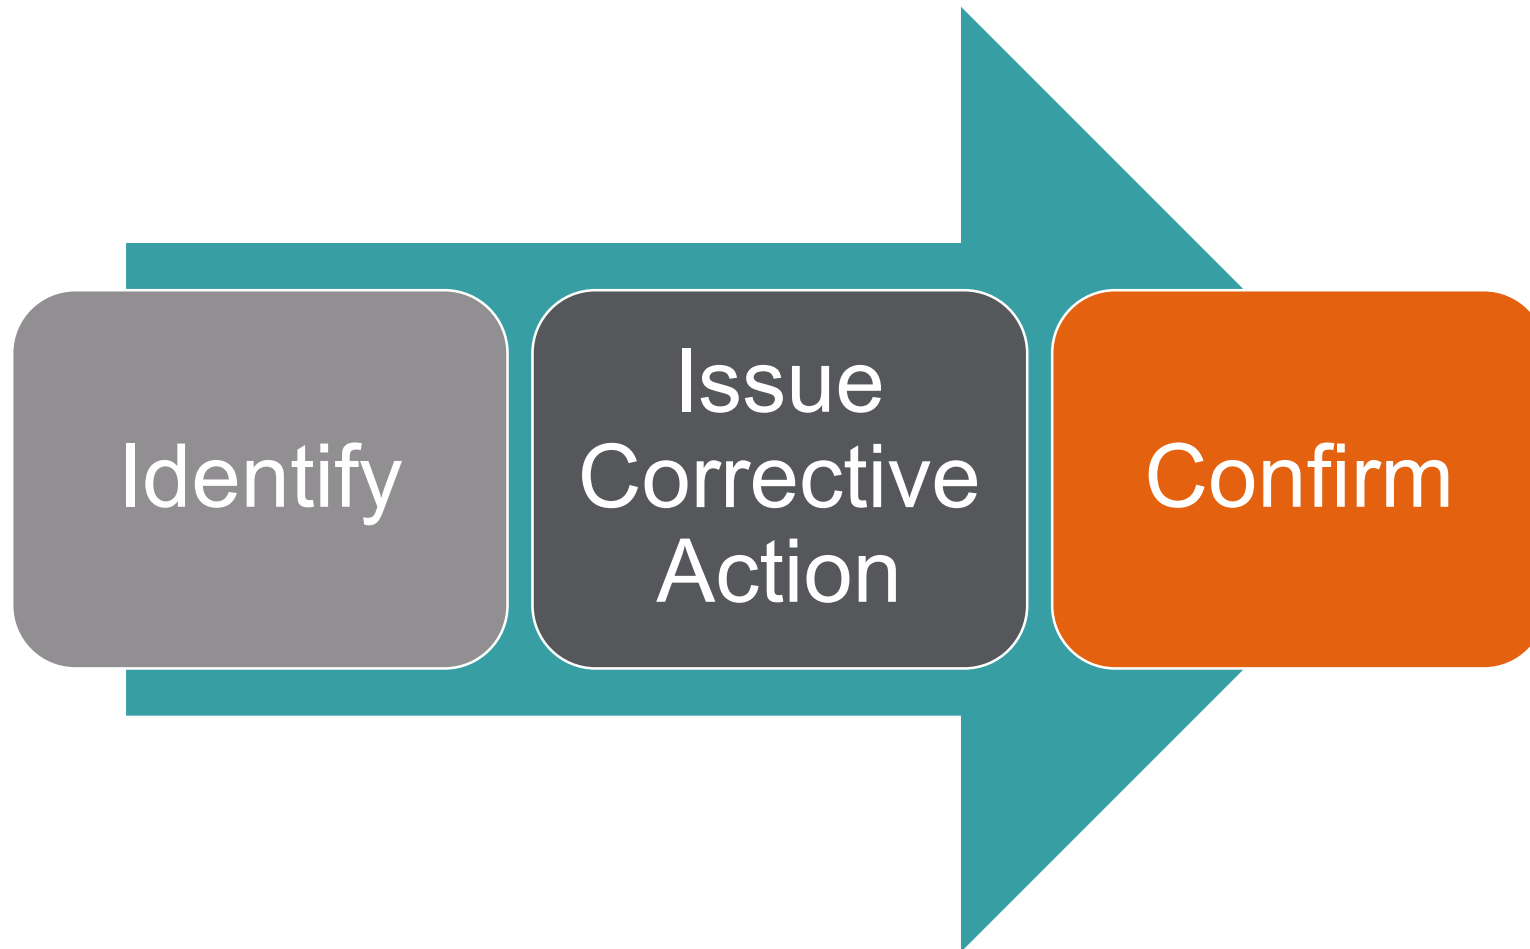 Identify
Issue
Corrective
Action
Confirm